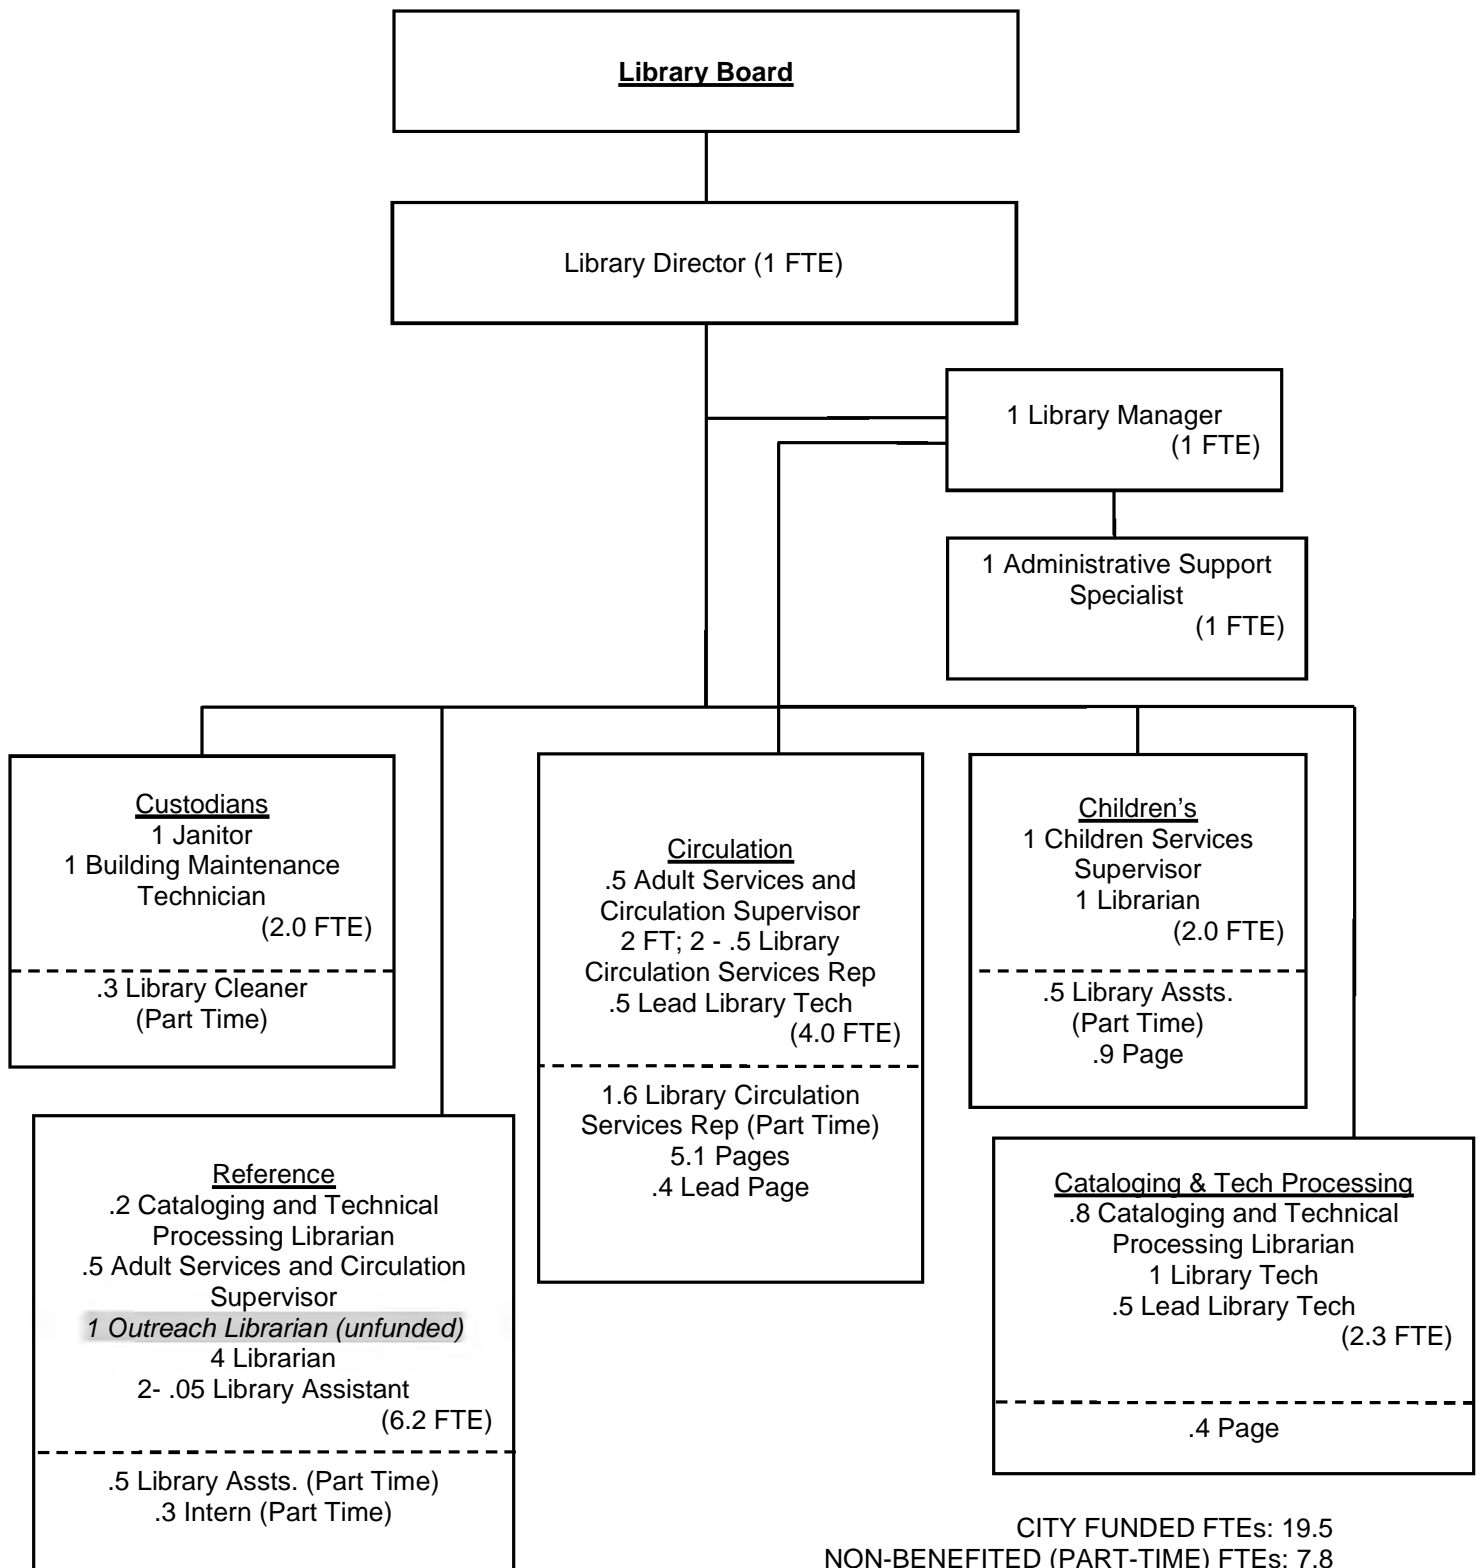 Library Board
Library Director (1 FTE)
1 Library Manager
(1 FTE)
1 Administrative Support
Specialist
(1 FTE)
Custodians
1 Janitor
1 Building Maintenance
Technician
(2.0 FTE)
.3 Library Cleaner
(Part Time)
Circulation
.5 Adult Services and
Circulation Supervisor
2 FT; 2 - .5 Library
Circulation Services Rep
.5 Lead Library Tech
(4.0 FTE)
1.6 Library Circulation
Services Rep (Part Time)
5.1 Pages
.4 Lead Page
Children’s
1 Children Services
Supervisor
1 Librarian
(2.0 FTE)
.5 Library Assts.
(Part Time)
.9 Page
Reference
.2 Cataloging and Technical
Processing Librarian
.5 Adult Services and Circulation
Supervisor
1 Outreach Librarian (unfunded)
4 Librarian
2- .05 Library Assistant
(6.2 FTE)
.5 Library Assts. (Part Time)
.3 Intern (Part Time)
Cataloging & Tech Processing
.8 Cataloging and Technical
Processing Librarian
1 Library Tech
.5 Lead Library Tech
(2.3 FTE)
.4 Page
CITY FUNDED FTEs: 19.5
NON-BENEFITED (PART-TIME) FTEs: 7.8